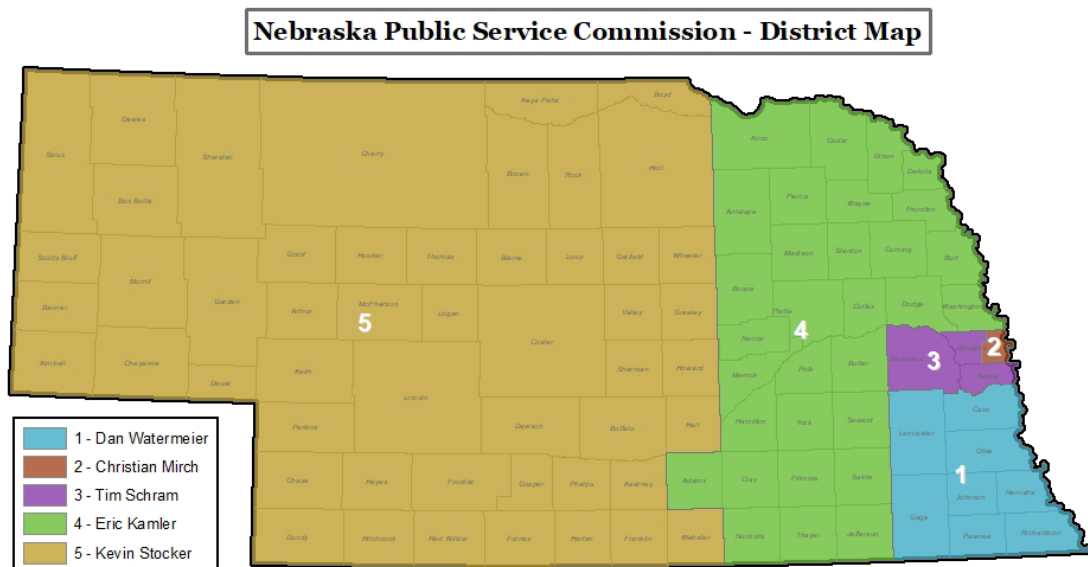 Nebraska Public Service Commission - District Map
Keya Paha
Boyd
Dawes
Sioux
Sheridan
Cherry
Knox
Cedar
Dixon
Dakota
Brown
Rock
Holt
Box Butte
Antelope
Pierce
Wayne
Thurston
Scotts Bluff
Morrill
Grant
Hooker
Thomas
Blaine
Loup
Garfield
Wheeler
Madison
Stanton
Cuming
Burt
Banner
Garden
Arthur
McPherson
Logan
Valley
Greeley
Boone
Platte
Colfax
Dodge
Washington
5
4
Custer
Nance
Kimball
Cheyenne
Deuel
Keith
Lincoln
Sherman
Howard
Merrick
Polk
Butler
Saunders
3
Douglas
2
Sarpy
Perkins
Dawson
Buffalo
Hall
Hamilton
York
Seward
Lancaster
Cass
Otoe
1
Chase
Hayes
Frontier
Gosper
Phelps
Kearney
Adams
Clay
Fillmore
Saline
Gage
Johnson
Nemaha
Dundy
Hitchcock
Red Willow
Furnas
Harlan
Franklin
Webster
Nuckolls
Thayer
Jefferson
Pawnee
Richardson
1 - Dan Watermeier
2 - Christian Mirch
3 - Tim Schram
4 - Eric Kamler
5 - Kevin Stocker